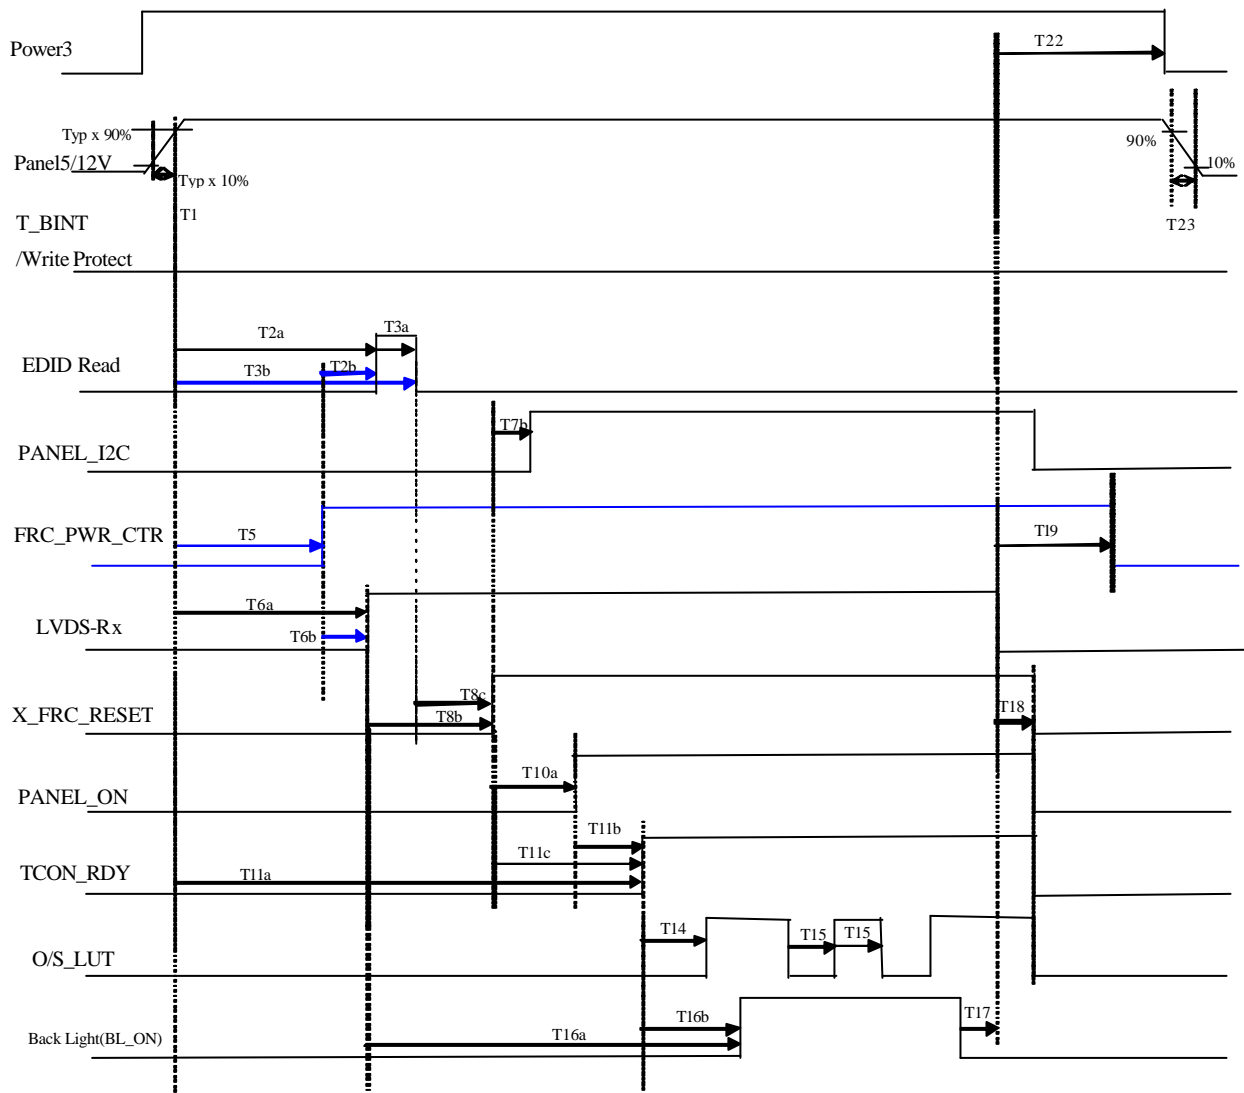 Power3
T22
Typ x 90%
Panel5/12V
Typ x 10%
90%
10%
T_BINT
T1
T23
/Write Protect
T2a
T3a
EDID Read
T2b
T3b
T7b
PANEL_I2C
FRC_PWR_CTR
T5
T19
T6a
LVDS-Rx
T6b
T8c
X_FRC_RESET
T8b
T18
T10a
PANEL_ON
T11b
T11c
TCON_RDY
T11a
T14
T15
T15
O/S_LUT
T16b
T17
Back Light(BL_ON)
T16a